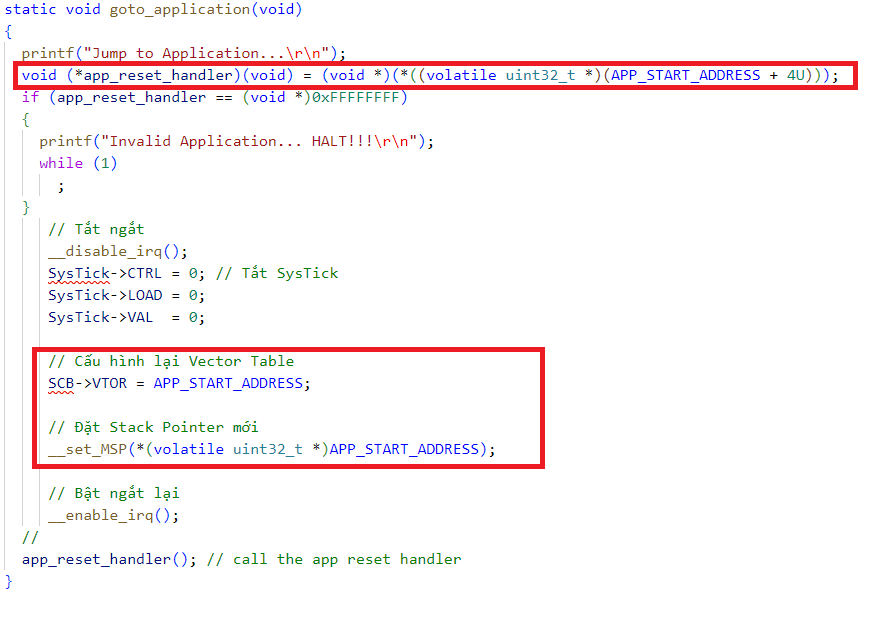 static void goto_application(void)
{
  printf("Jump to Application...\r\n");
  void (*app_reset_handler)(void) = (void *)(*((volatile uint32_t *)(APP_START_ADDRESS + 4U)));
  if (app_reset_handler == (void *)0xFFFFFFFF)
  {
    printf("Invalid Application... HALT!!!\r\n");
    while (1)
      ;
  }
     // Tắt ngắt
     __disable_irq();
     SysTick->CTRL = 0; // Tắt SysTick
     SysTick->LOAD = 0;
     SysTick->VAL  = 0;

     // Cấu hình lại Vector Table
     SCB->VTOR = APP_START_ADDRESS;

     // Đặt Stack Pointer mới
     __set_MSP(*(volatile uint32_t *)APP_START_ADDRESS);

     // Bật ngắt lại
     __enable_irq();
  //
  app_reset_handler(); // call the app reset handler
}